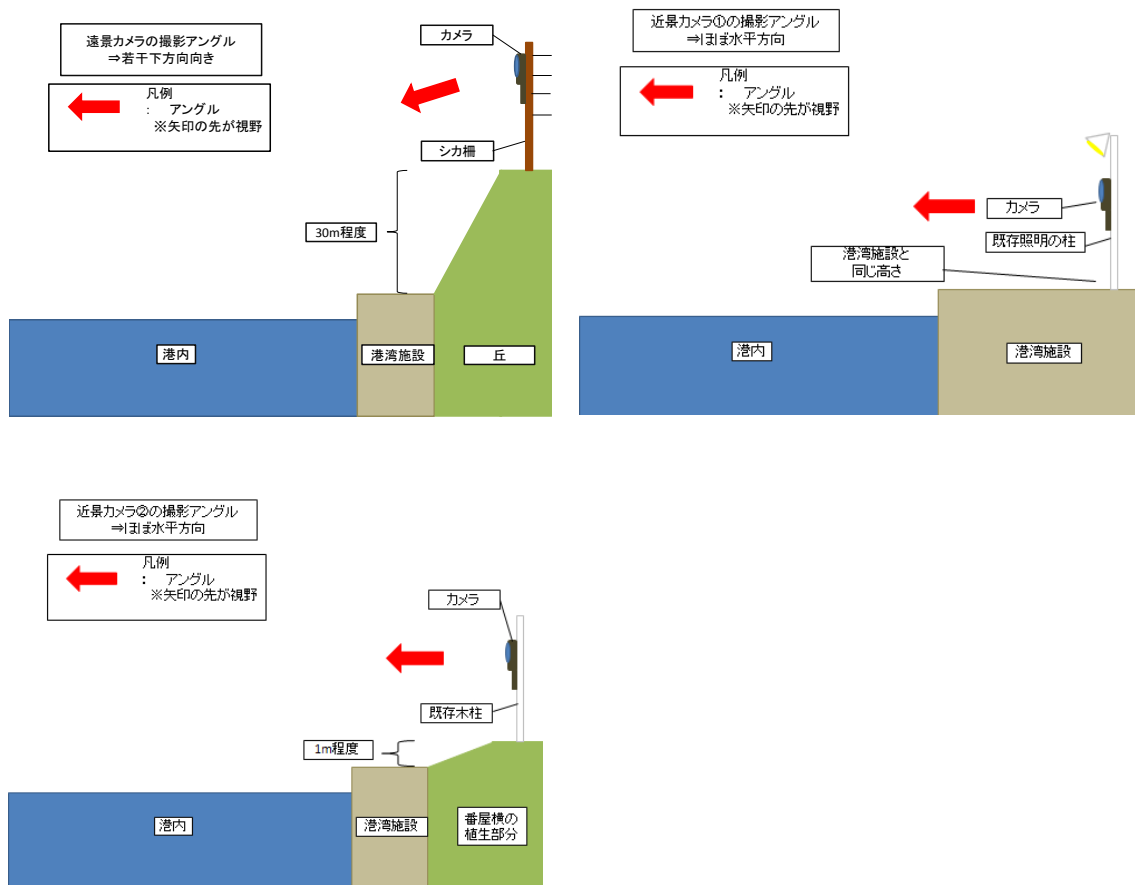 遠景カメラの撮影アングル
⇒若干下方向向き
凡例
： アングル
※矢印の先が視野
カメラ
シカ柵
30m程度
港内
港湾施設
丘
近景カメラ①の撮影アングル
⇒ほぼ水平方向
凡例
： アングル
※矢印の先が視野
カメラ
既存照明の柱
港湾施設と
同じ高さ
港内
港湾施設
近景カメラ②の撮影アングル
⇒ほぼ水平方向
凡例
： アングル
※矢印の先が視野
カメラ
既存木柱
1m程度
港内
港湾施設
番屋横の
植生部分